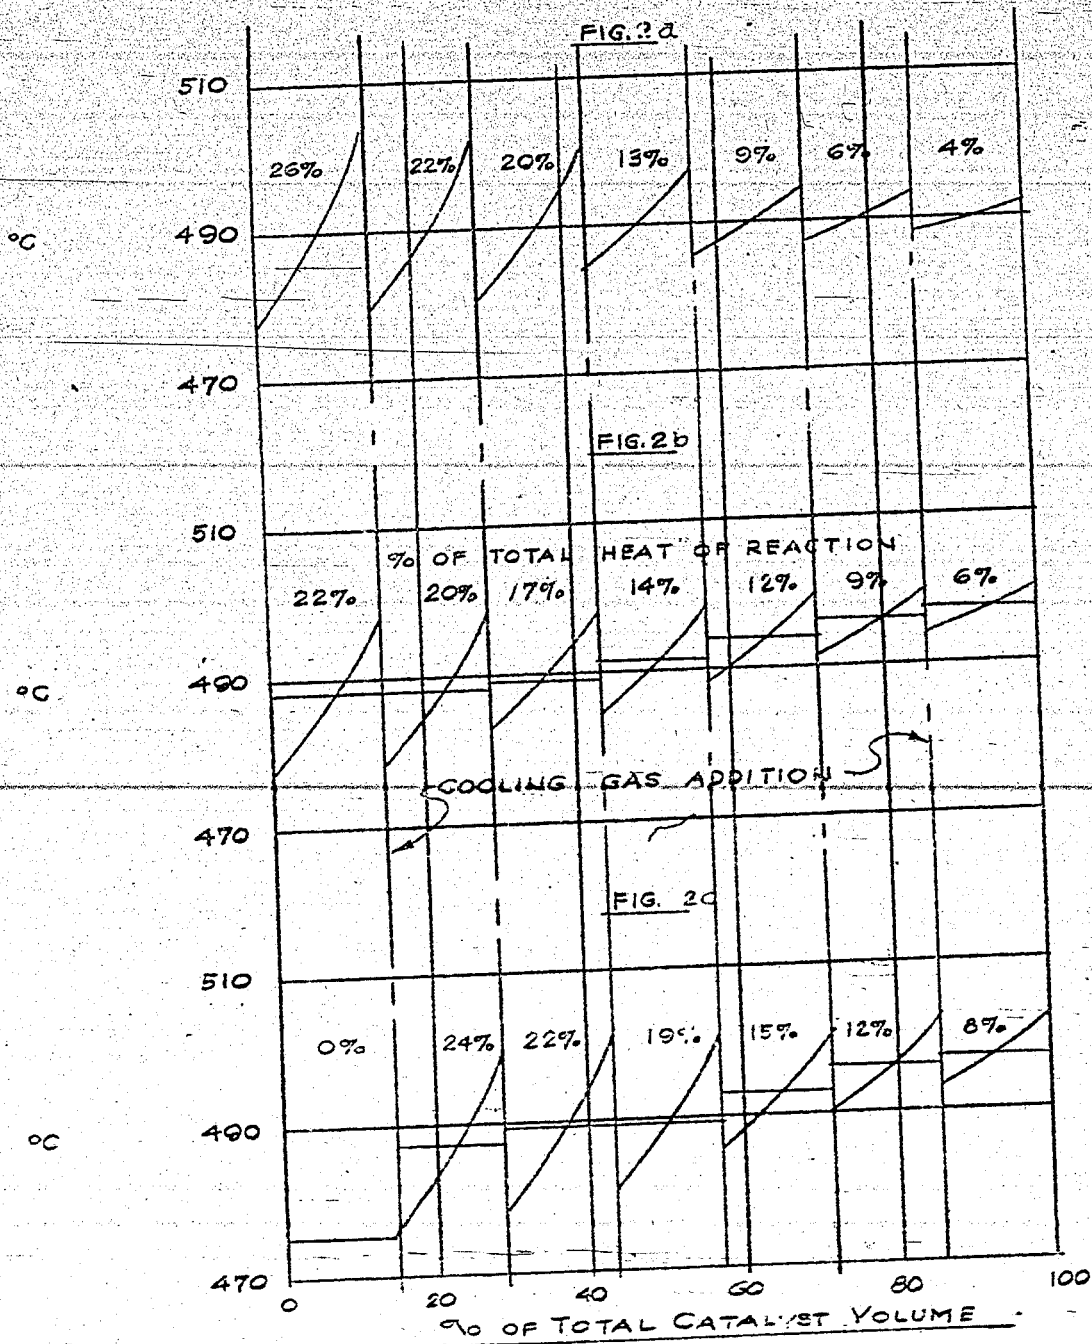 FIG. 2a
510
26% 22% 20% 13% 9% 6% 4%
°C
490
470
FIG. 2b
510
% OF TOTAL HEAT OF REACTION
22% 20% 17% 14% 12% 9% 6%
°C
490
COOLING GAS ADDITION
470
FIG. 2c
510
0% 24% 22% 19% 15% 12% 8%
°C
490
470
0 20 40 60 80 100
% OF TOTAL CATALYST VOLUME